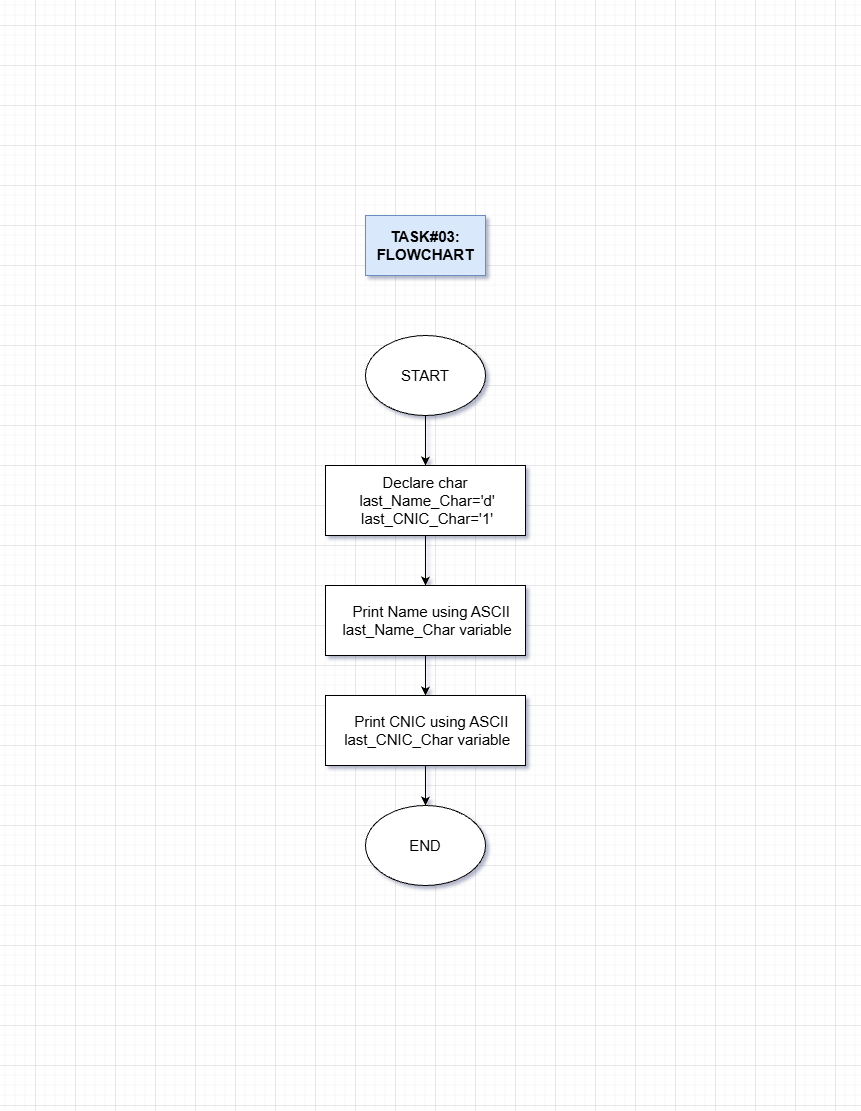 TASK#03:
FLOWCHART
START
Declare char
last_Name_Char='d'
last_CNIC_Char='1'
Print Name using ASCII
last_Name_Char variable
Print CNIC using ASCII
last_CNIC_Char variable
END